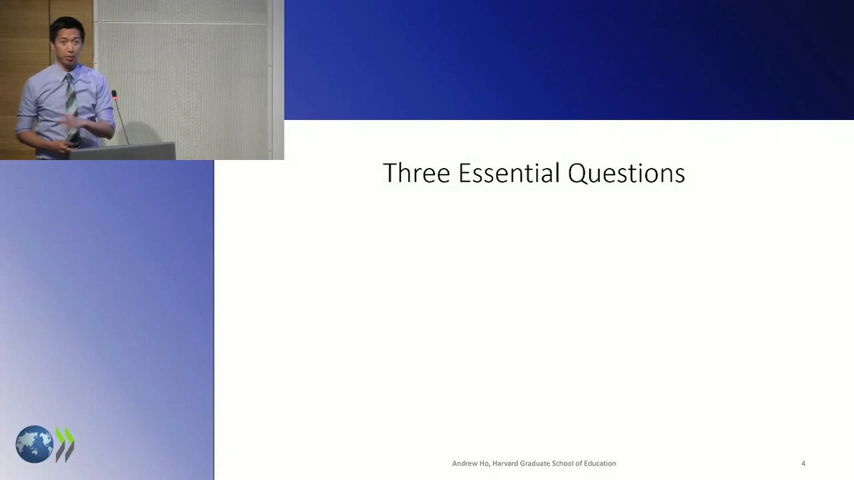 Three Essential Questions
Andrew Ho, Harvard Graduate School of Education
4